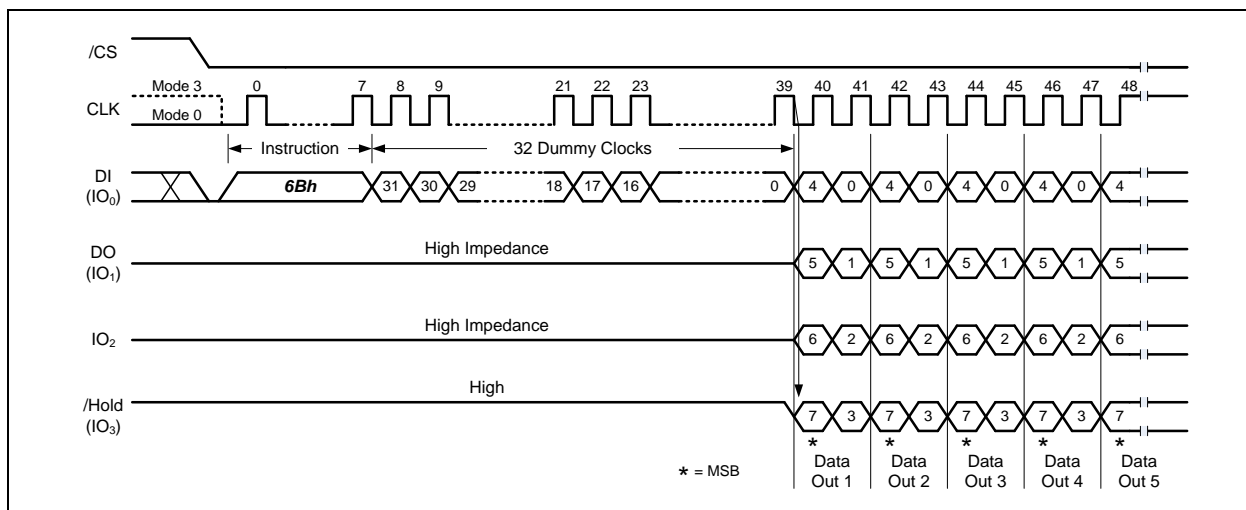 /CS
Mode 3 0 7 8 9 21 22 23 39 40 41 42 43 44 45 46 47 48
CLK
Mode 0
Instruction 32 Dummy Clocks
DI
(IO0) 6Bh 31 30 29 18 17 16 0 4 0 4 0 4 0 4 0 4
DO
(IO1) High Impedance 5 1 5 1 5 1 5 1 5
IO2 High Impedance 6 2 6 2 6 2 6 2 6
/Hold
(IO3) High 7 3 7 3 7 3 7 3 7
* * * * *
* = MSB
Data Out 1
Data Out 2
Data Out 3
Data Out 4
Data Out 5